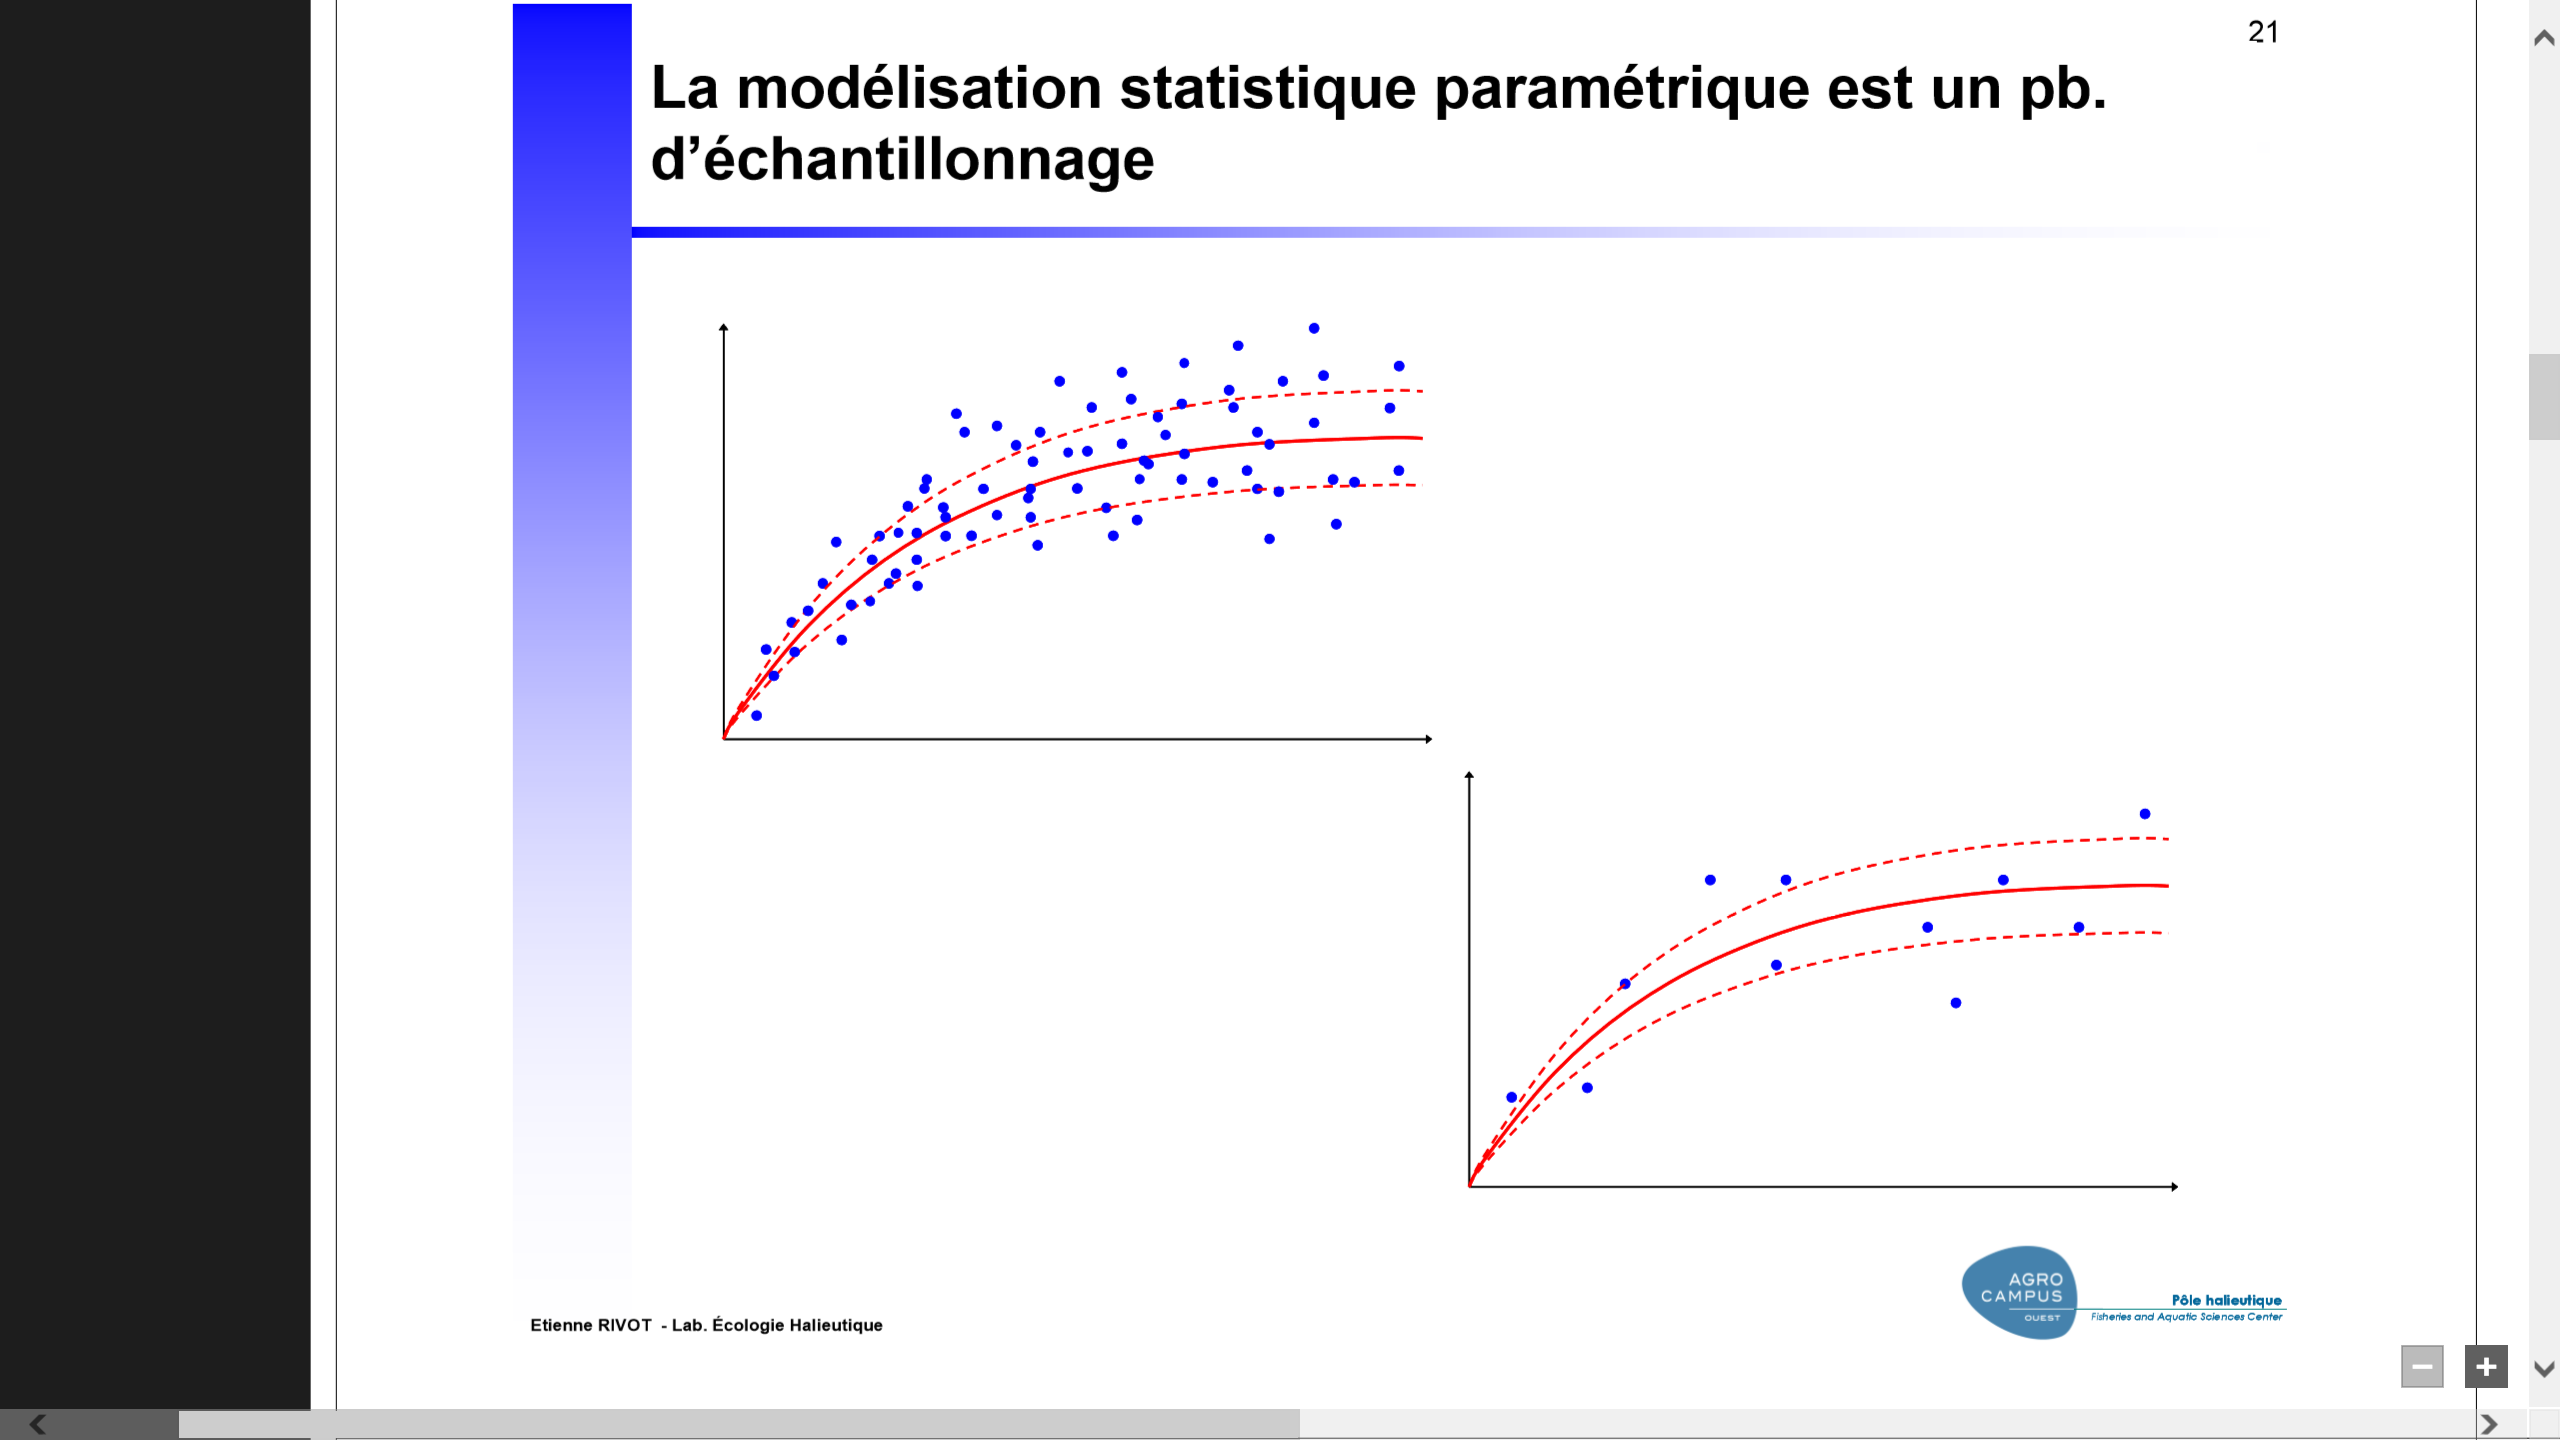 21
La modélisation statistique paramétrique est un pb.
d’échantillonnage
AGRO
CAMPUS
OUEST
Pôle halieutique
Fisheries and Aquatic Sciences Center
Etienne RIVOT - Lab. Écologie Halieutique